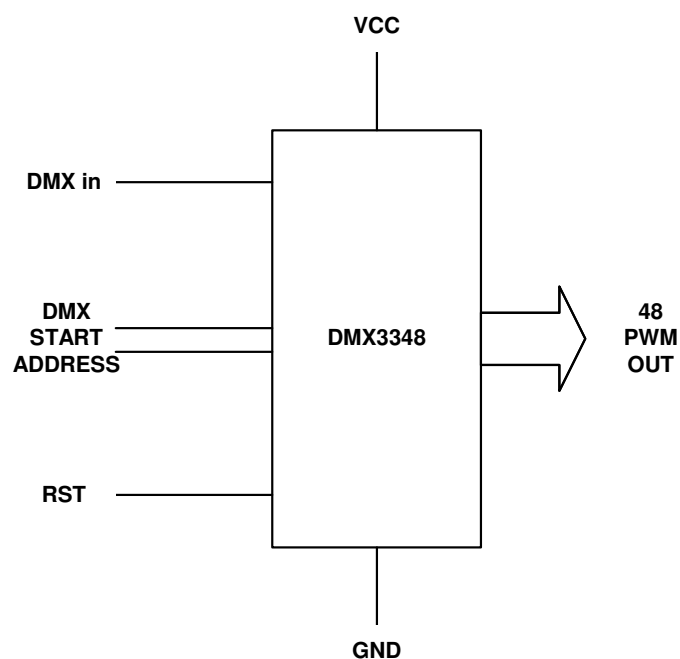 VCC
DMX in
DMX
START
ADDRESS
DMX3348
48
PWM
OUT
RST
GND